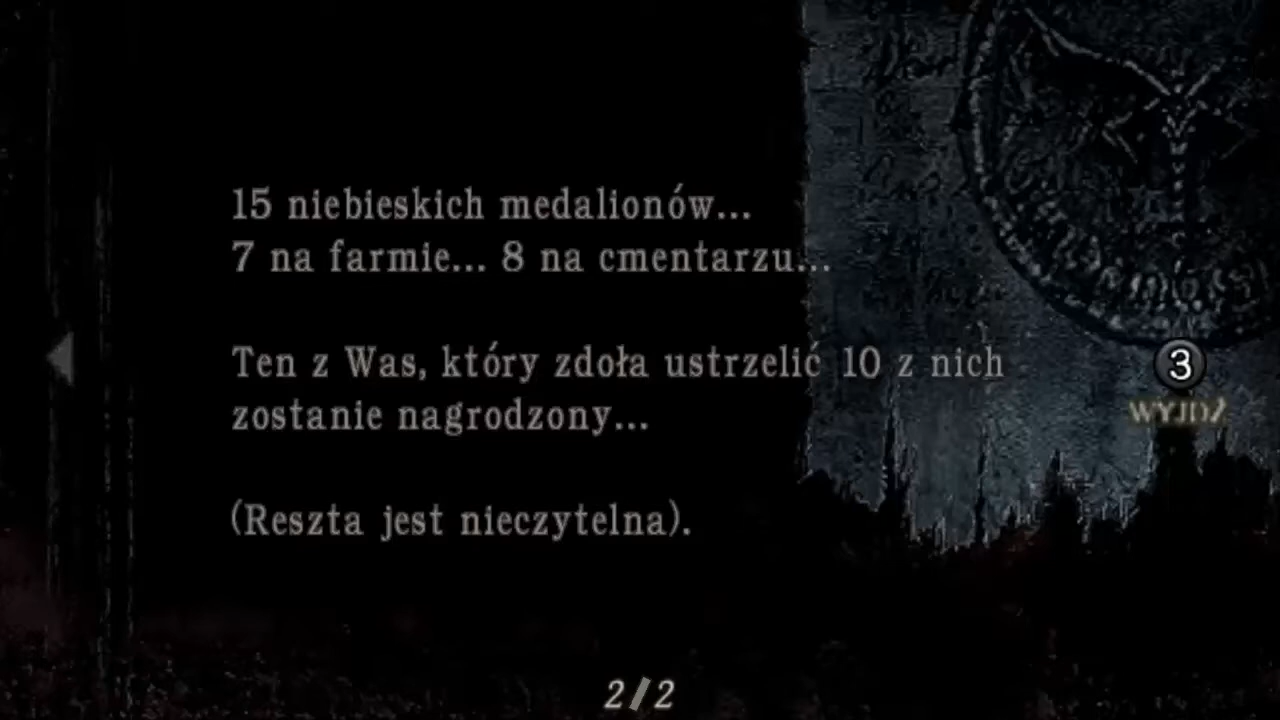 15 niebieskich medalionów...
7 na farmie... 8 na cmentarzu...
Ten z Was, który zdoła ustrzelić 10 z nich
zostanie nagrodzony...
(Reszta jest nieczytelna).
3
WYJDŹ
2/2